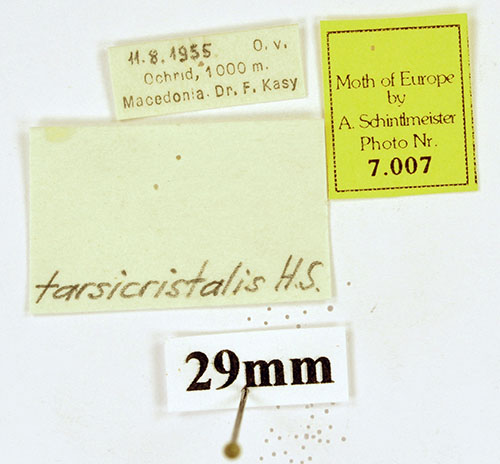 11.8.1955 O. v.
Ochrid, 1000 m.
Macedonia. Dr. F. Kasy
Moth of Europe
by
A. Schintlmeister
Photo Nr.
7.007
tarsicristalis H.S.
29mm